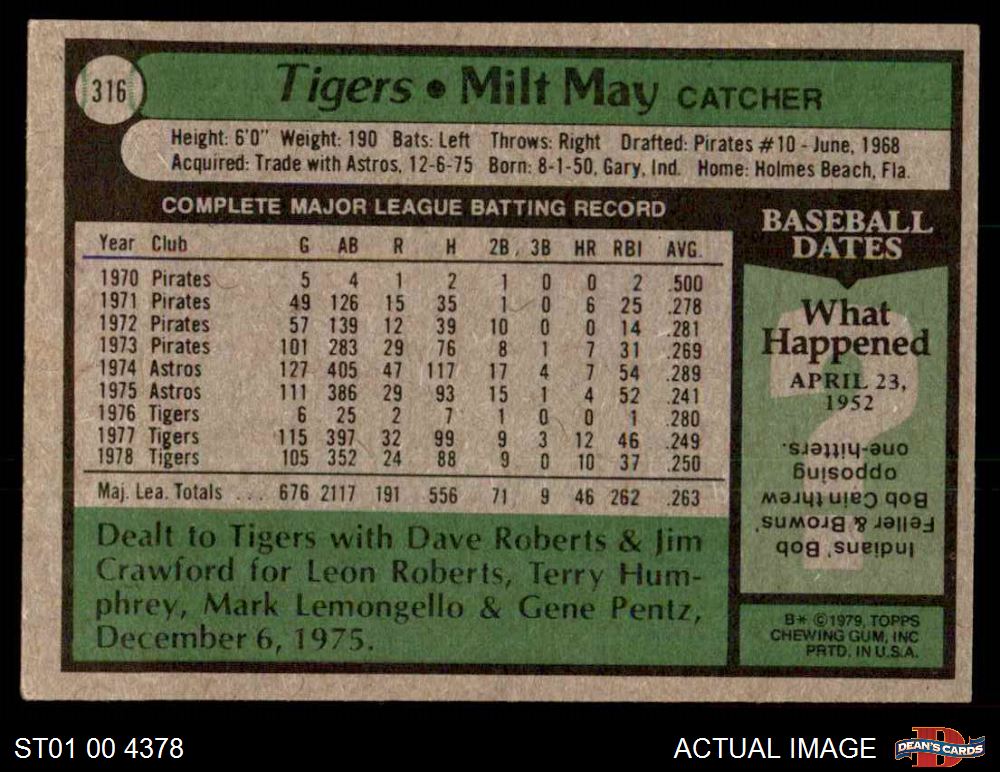 316
Tigers • Milt May CATCHER
Height: 6'0" Weight: 190 Bats: Left Throws: Right Drafted: Pirates #10 - June, 1968
Acquired: Trade with Astros, 12-6-75 Born: 8-1-50, Gary, Ind. Home: Holmes Beach, Fla.
COMPLETE MAJOR LEAGUE BATTING RECORD
Year Club G AB R H 2B 3B HR RBI AVG.
1970 Pirates 5 4 1 2 1 0 0 2 .500
1971 Pirates 49 126 15 35 1 0 6 25 .278
1972 Pirates 57 139 12 39 10 0 0 14 .281
1973 Pirates 101 283 29 76 8 1 7 31 .269
1974 Astros 127 405 47 117 17 4 7 54 .289
1975 Astros 111 386 29 93 15 1 4 52 .241
1976 Tigers 6 25 2 7 1 0 0 1 .280
1977 Tigers 115 397 32 99 9 3 12 46 .249
1978 Tigers 105 352 24 88 9 0 10 37 .250
Maj. Lea. Totals ... 676 2117 191 556 71 9 46 262 .263
Dealt to Tigers with Dave Roberts & Jim
Crawford for Leon Roberts, Terry Hum-
phrey, Mark Lemongello & Gene Pentz,
December 6, 1975.
BASEBALL
DATES
What
Happened
APRIL 23,
1952
?
Indians' Bob
Feller & Browns'
Bob Cain threw
opposing
one-hitters.
B* ©1979, TOPPS
CHEWING GUM, INC
PRTD. IN U.S.A.
ST01 00 4378
ACTUAL IMAGE
D
DEAN'S CARDS